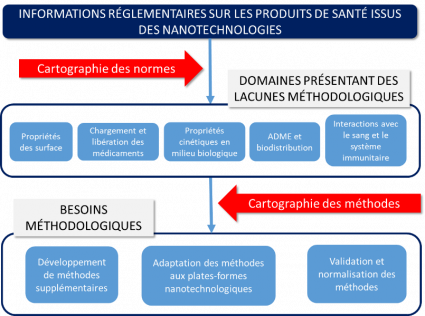 INFORMATIONS RÉGLEMENTAIRES SUR LES PRODUITS DE SANTÉ ISSUS
DES NANOTECHNOLOGIES
Cartographie des normes
DOMAINES PRÉSENTANT DES
LACUNES MÉTHODOLOGIQUES
Propriétés
des surface
Chargement et
libération des
médicaments
Propriétés
cinétiques en
milieu biologique
ADME et
biodistribution
Interactions avec
le sang et le
système
immunitaire
Cartographie des méthodes
BESOINS
MÉTHODOLOGIQUES
Développement
de méthodes
supplémentaires
Adaptation des méthodes
aux plates-formes
nanotechnologiques
Validation et
normalisation des
méthodes